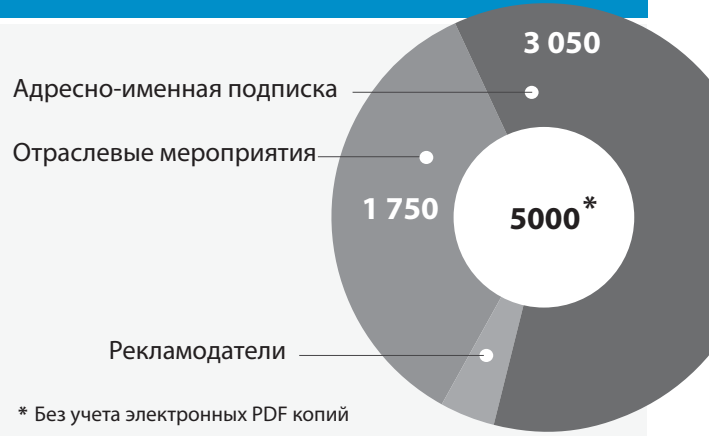 3 050
Адресно-именная подписка
Отраслевые мероприятия
1 750
5000*
Рекламодатели
* Без учета электронных PDF копий